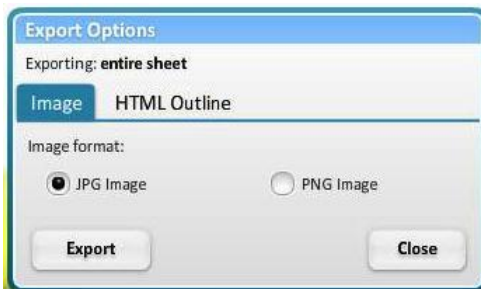 Export Options
Exporting: entire sheet
Image HTML Outline
Image format:
JPG Image PNG Image
Export Close